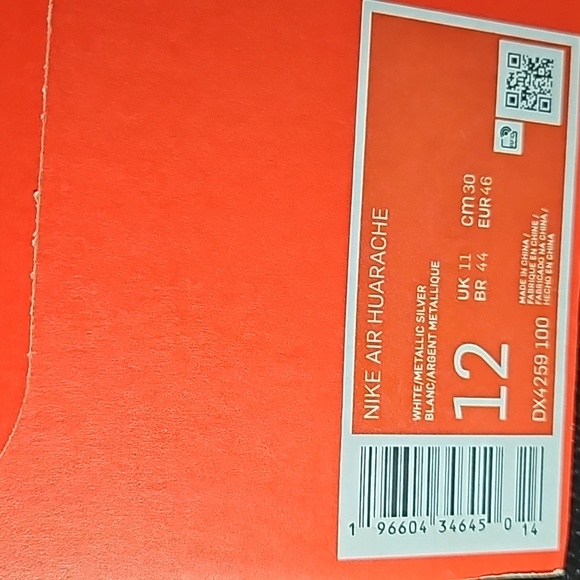 NIKE AIR HUARACHE
WHITE/METALLIC SILVER
BLANC/ARGENT METALLIQUE
12
UK 11
cm 30
BR 44
EUR 46
DX4259 100
MADE IN CHINA /
FABRIQUE EN CHINE /
FABRICADO NA CHINA /
HECHO EN CHINA
1 96604 34645 0 14